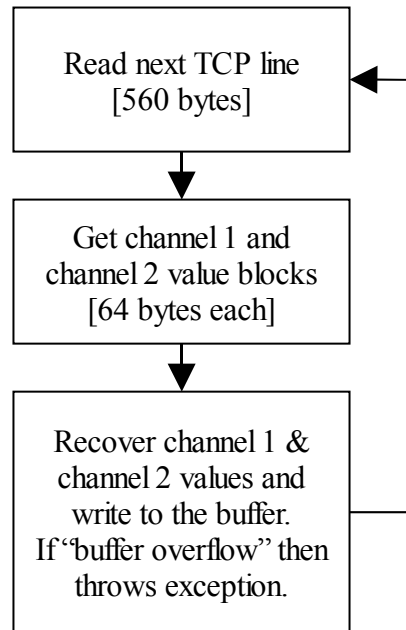 Read next TCP line
[560 bytes]
Get channel 1 and
channel 2 value blocks
[64 bytes each]
Recover channel 1 &
channel 2 values and
write to the buffer.
If “buffer overflow” then
throws exception.